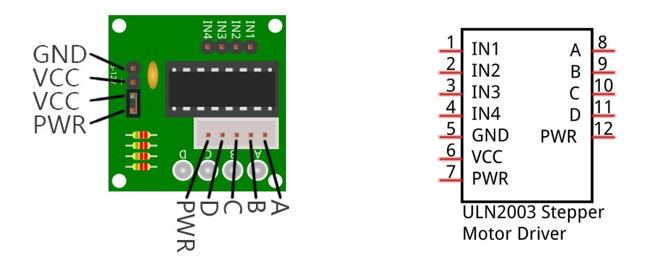 IN4 IN3 IN2 IN1
GND
VCC
VCC
PWR
D C B A
PWR D C B A
1 IN1 A 8
2 IN2 B 9
3 IN3 C 10
4 IN4 D 11
5 GND PWR 12
6 VCC
7 PWR
ULN2003 Stepper
Motor Driver